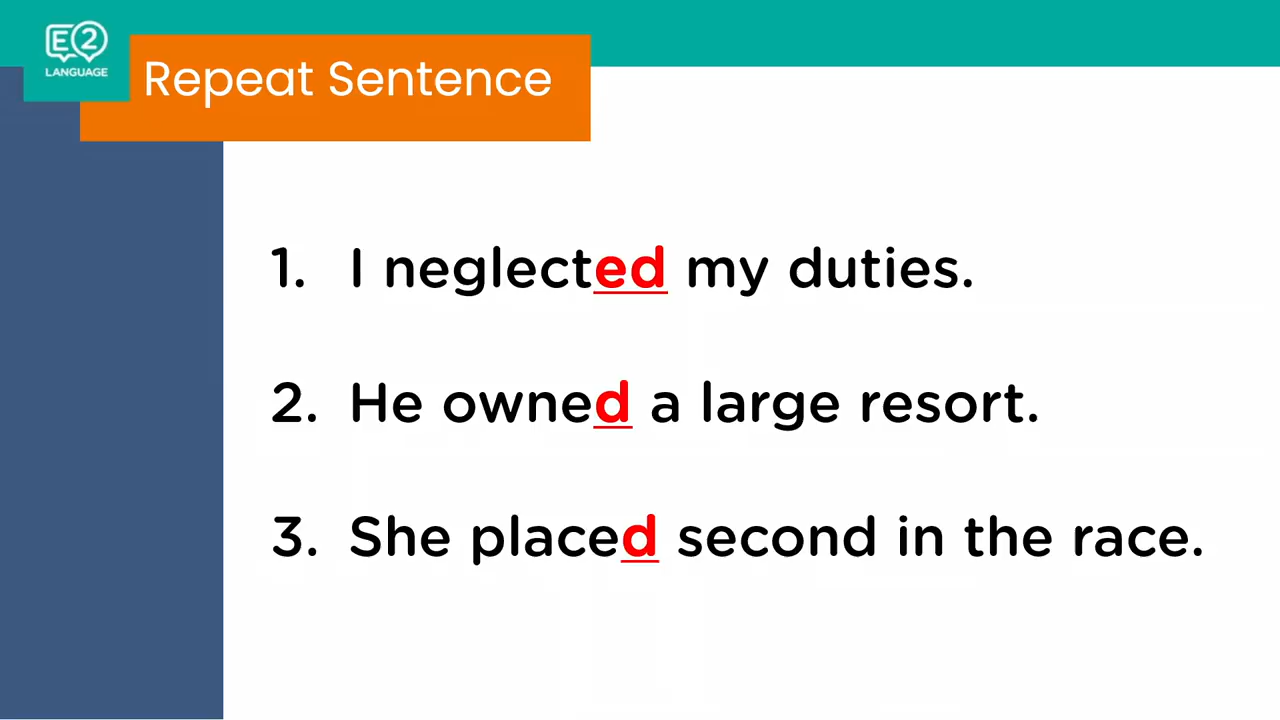 E2
LANGUAGE
Repeat Sentence
1. I neglected my duties.
2. He owned a large resort.
3. She placed second in the race.